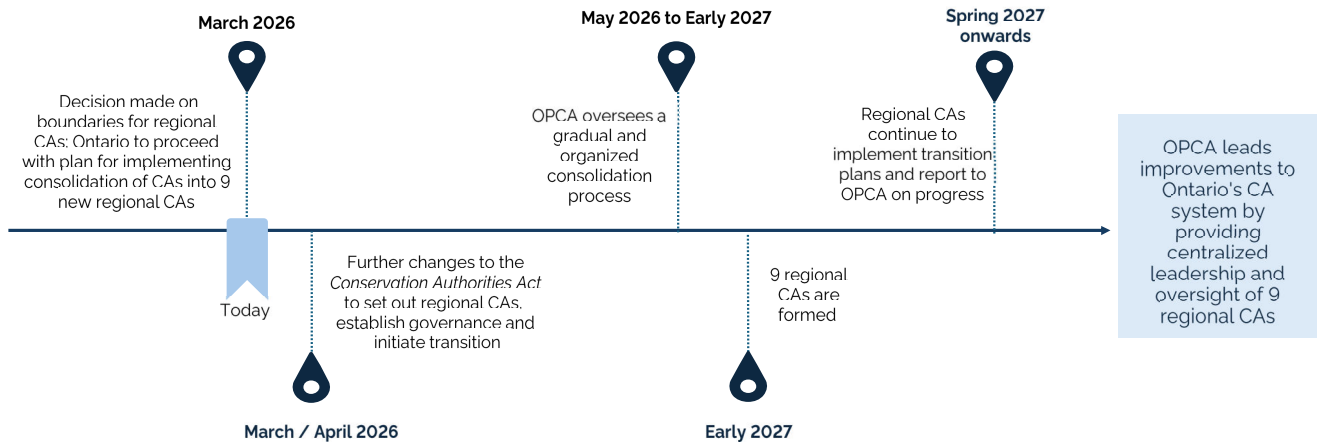 March 2026
Decision made on
boundaries for regional
CAs; Ontario to proceed
with plan for implementing
consolidation of CAs into 9
new regional CAs
Today
Further changes to the
Conservation Authorities Act
to set out regional CAs,
establish governance and
initiate transition
March / April 2026
May 2026 to Early 2027
OPCA oversees a
gradual and
organized
consolidation
process
9 regional
CAs are
formed
Early 2027
Spring 2027
onwards
Regional CAs
continue to
implement transition
plans and report to
OPCA on progress
OPCA leads
improvements to
Ontario's CA
system by
providing
centralized
leadership and
oversight of 9
regional CAs